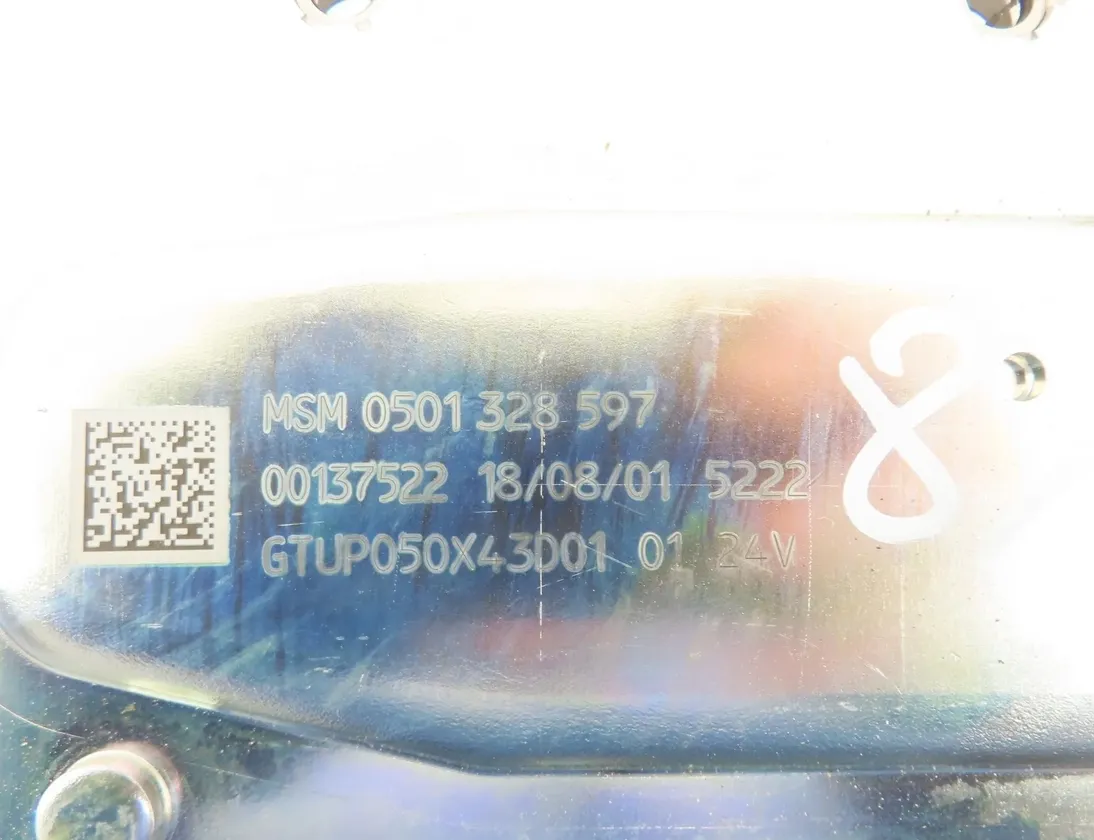 MSM 0501 328 597
00137522 18/08/01 5222
GTUP050X43D01 01 24V
8